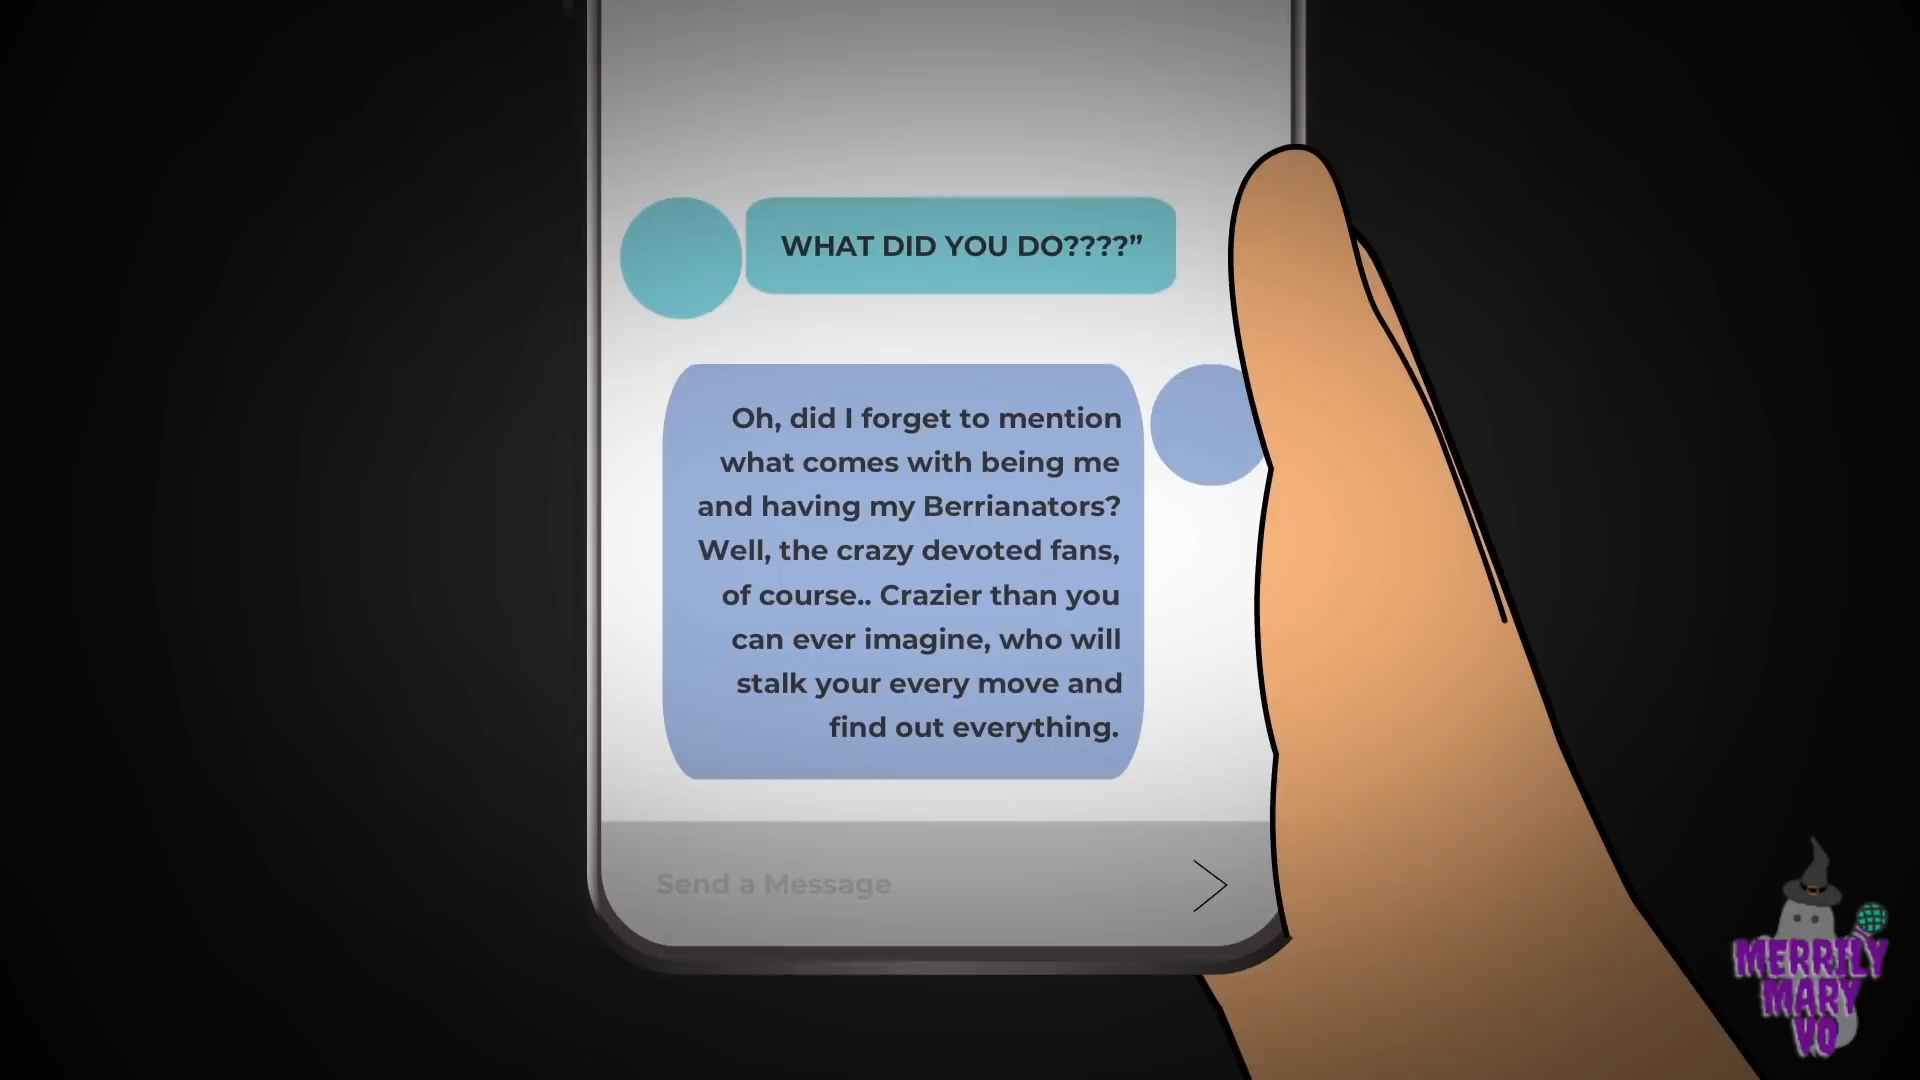 WHAT DID YOU DO????”
Oh, did I forget to mention
what comes with being me
and having my Berrianators?
Well, the crazy devoted fans,
of course.. Crazier than you
can ever imagine, who will
stalk your every move and
find out everything.
Send a Message
MERRILY
MARY
VO